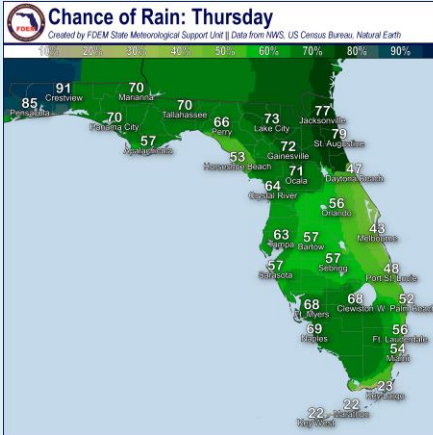 FDEM
Chance of Rain: Thursday
Created by FDEM State Meteorological Support Unit || Data from NWS, US Census Bureau, Natural Earth
10% 20% 30% 40% 50% 60% 70% 80% 90%
91
Crestview
70
Marianna
85
Pensacola
70
Panama City
70
Tallahassee
57
Apalachicola
66
Perry
73
Lake City
77
Jacksonville
79
St. Augustine
53
Horseshoe Beach
72
Gainesville
71
Ocala
47
Daytona Beach
64
Crystal River
56
Orlando
43
Melbourne
63
Tampa
57
Bartow
57
Sebring
57
Sarasota
48
Port St. Lucie
68
Ft. Myers
68
Clewiston
52
W Palm Beach
69
Naples
56
Ft. Lauderdale
54
Miami
23
Key Largo
22
Marathon
22
Key West